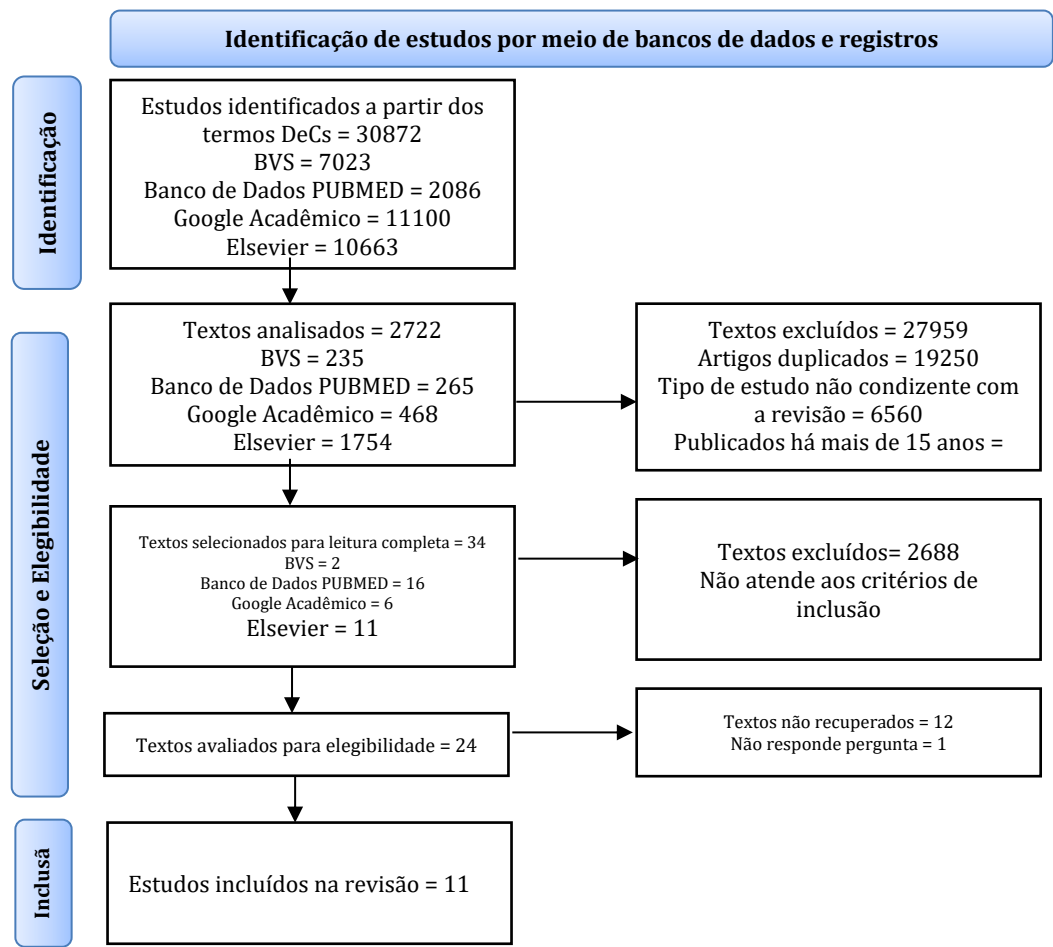 Identificação de estudos por meio de bancos de dados e registros
Identificação
Estudos identificados a partir dos
termos DeCs = 30872
BVS = 7023
Banco de Dados PUBMED = 2086
Google Acadêmico = 11100
Elsevier = 10663
Seleção e Elegibilidade
Textos analisados = 2722
BVS = 235
Banco de Dados PUBMED = 265
Google Acadêmico = 468
Elsevier = 1754
Textos excluídos = 27959
Artigos duplicados = 19250
Tipo de estudo não condizente com
a revisão = 6560
Publicados há mais de 15 anos =
Textos selecionados para leitura completa = 34
BVS = 2
Banco de Dados PUBMED = 16
Google Acadêmico = 6
Elsevier = 11
Textos excluídos= 2688
Não atende aos critérios de
inclusão
Textos avaliados para elegibilidade = 24
Textos não recuperados = 12
Não responde pergunta = 1
Inclusã
Estudos incluídos na revisão = 11